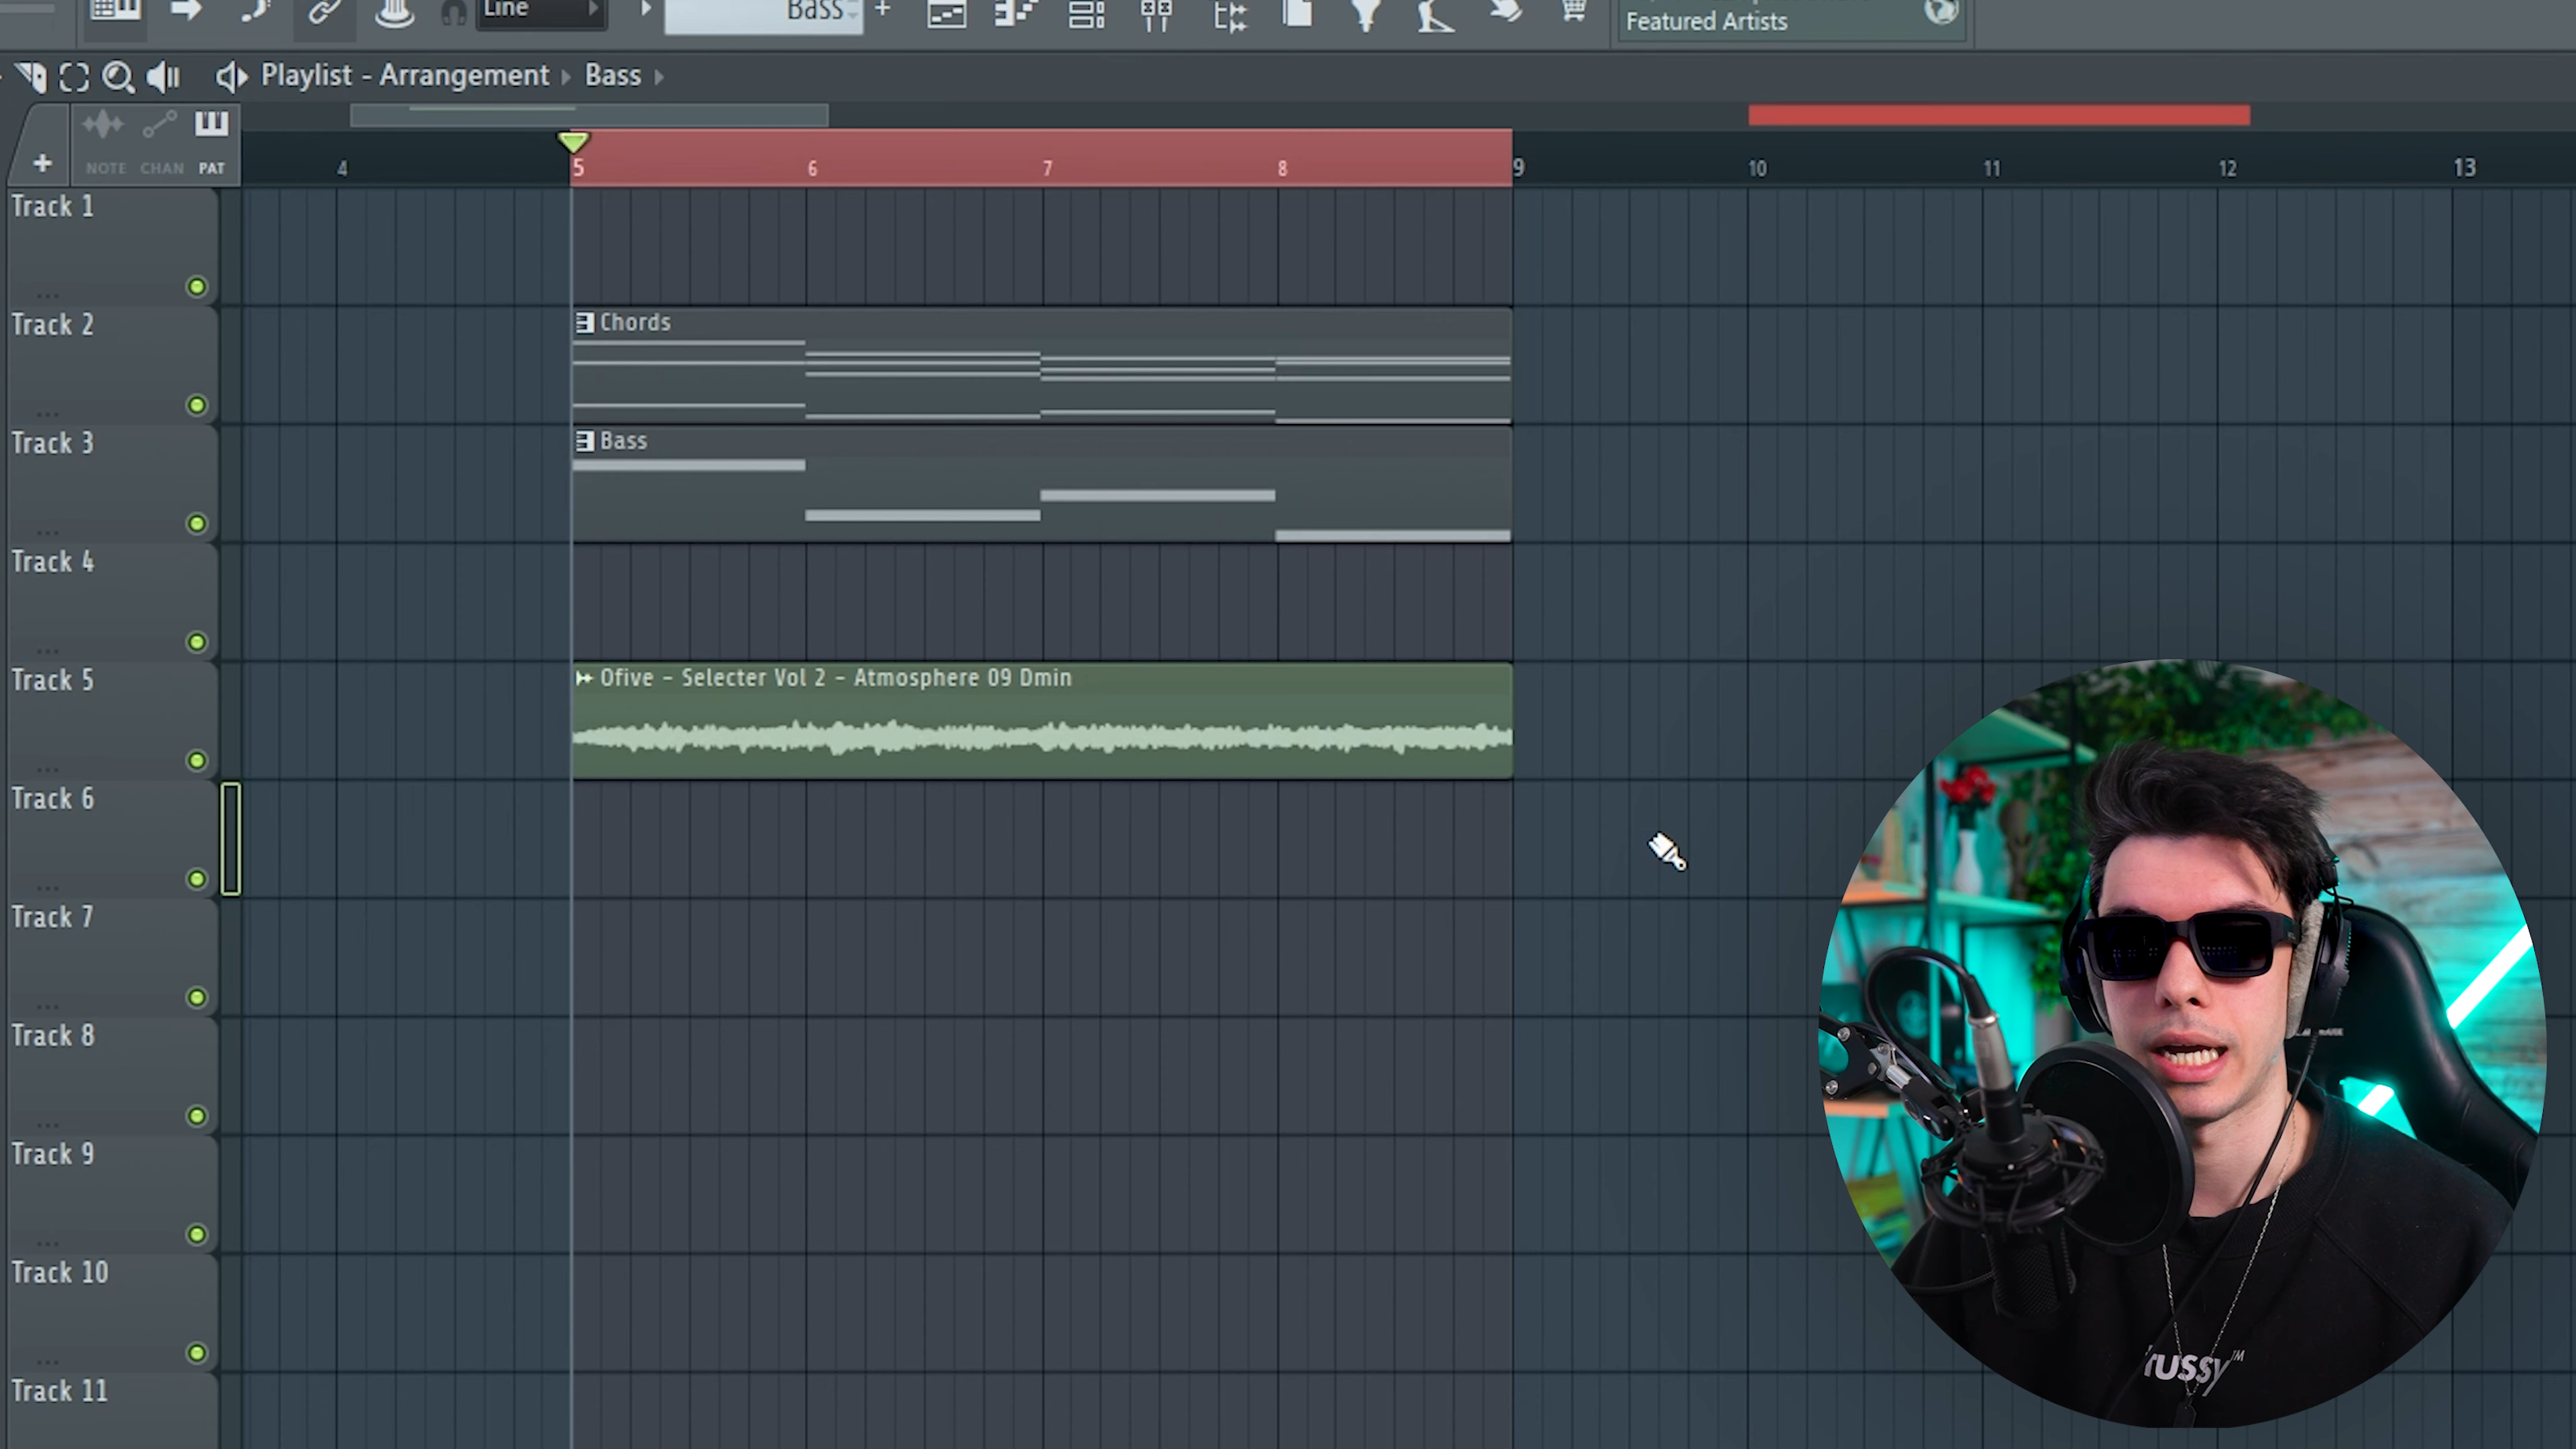 Line
Bass
Featured Artists
Playlist - Arrangement
Bass
NOTE CHAN PAT
4 5 6 7 8 9 10 11 12 13
Track 1
Track 2
Chords
Track 3
Bass
Track 4
Track 5
Ofive - Selecter Vol 2 - Atmosphere 09 Dmin
Track 6
Track 7
Track 8
Track 9
Track 10
Track 11